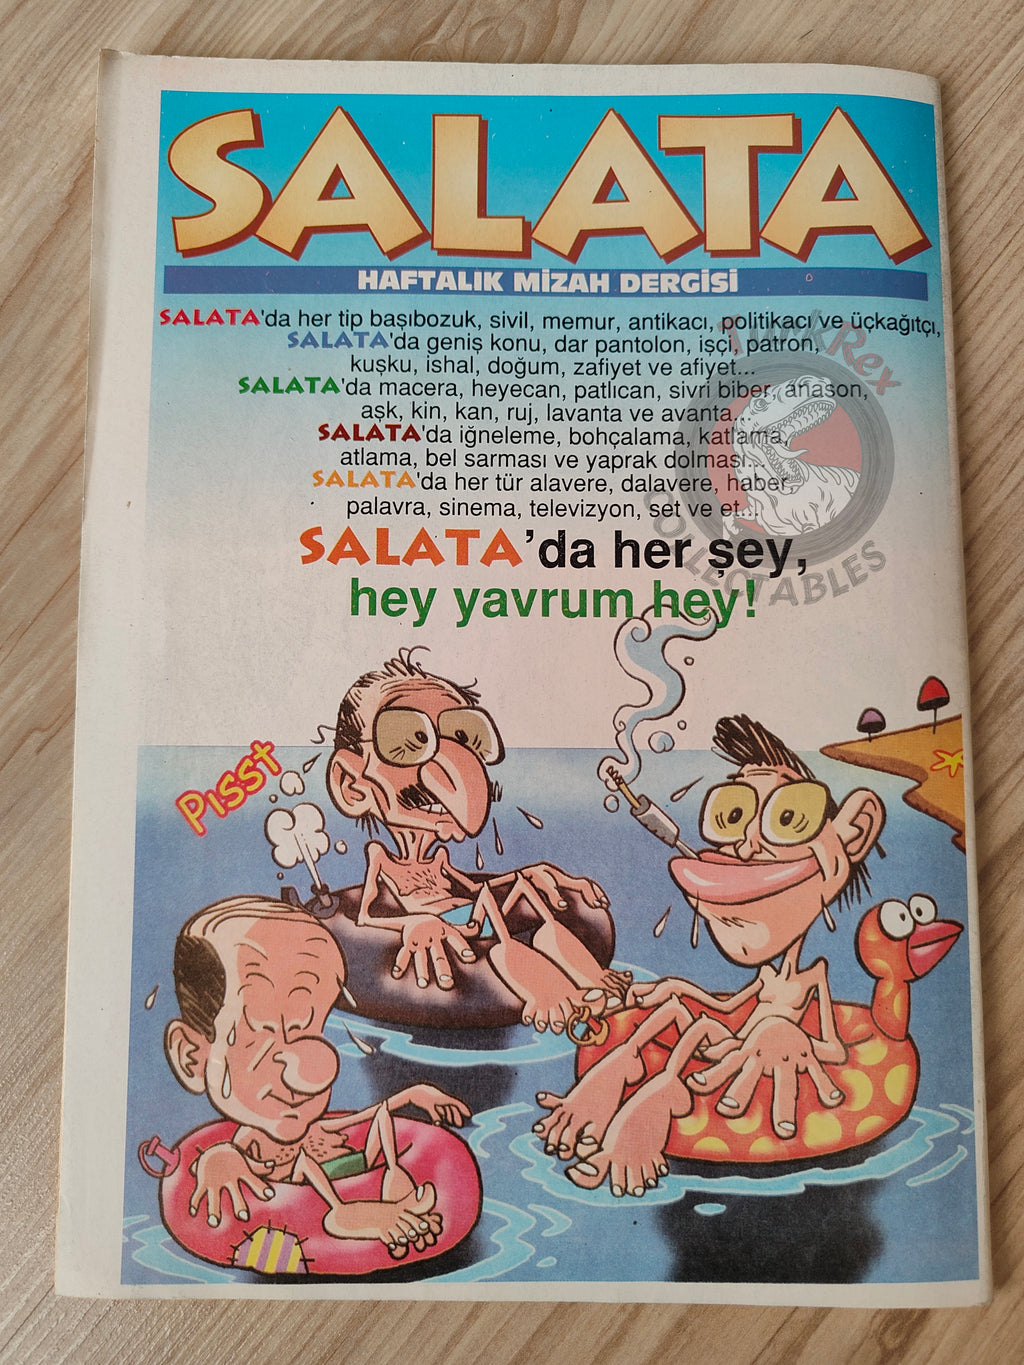 SALATA
HAFTALIK MİZAH DERGİSİ
SALATA'da her tip başıbozuk, sivil, memur, antikacı, politikacı ve üçkağıtçı,
SALATA'da geniş konu, dar pantolon, işçi, patron,
kuşku, ishal, doğum, zafiyet ve afiyet...
SALATA'da macera, heyecan, patlıcan, sivri biber, anason,
aşk, kin, kan, ruj, lavanta ve avanta...
SALATA'da iğneleme, bohçalama, katlama,
atlama, bel sarması ve yaprak dolması...
SALATA'da her tür alavere, dalavere, haber,
palavra, sinema, televizyon, set ve et...
SALATA'da her şey,
hey yavrum hey!
PISST
TurkRex
COLLECTABLES